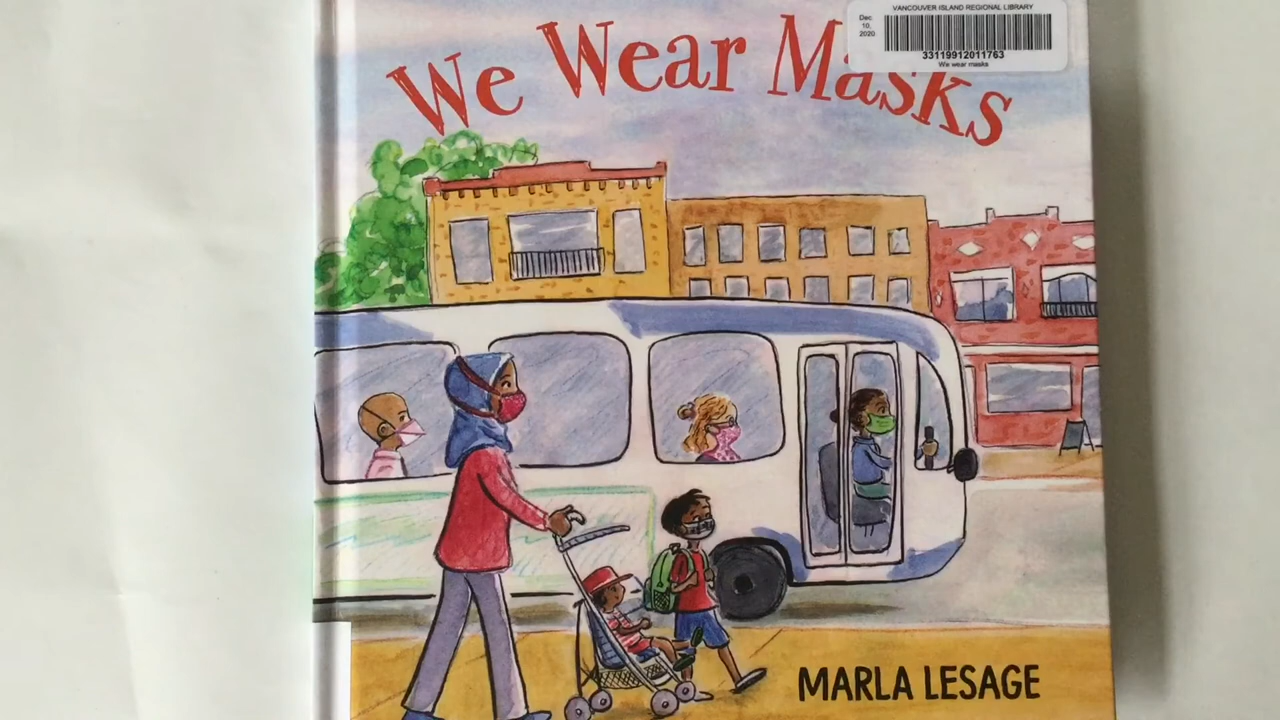 VANCOUVER ISLAND REGIONAL LIBRARY
Dec
10,
2020
33119912011763
We wear masks
We Wear Masks
MARLA LESAGE